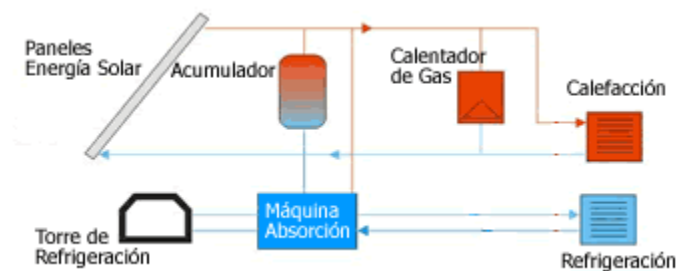 Paneles
Energía Solar
Acumulador
Calentador
de Gas
Calefacción
Máquina
Absorción
Torre de
Refrigeración
Refrigeración